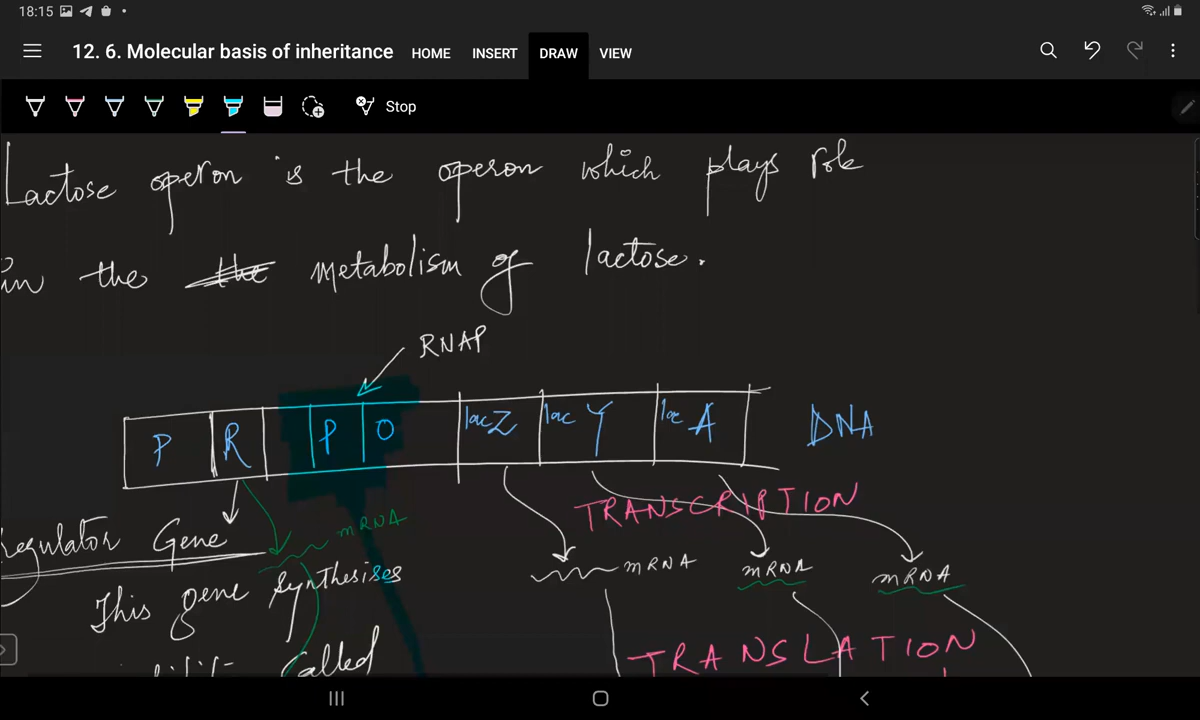 18:15
12. 6. Molecular basis of inheritance HOME INSERT DRAW VIEW
Stop
Lactose operon is the operon which plays role
in the the metabolism of lactose.
RNAP
P R P O lac Z lac Y lac A DNA
TRANSCRIPTION
regulator Gene mRNA
mRNA mRNA mRNA
This gene synthesises
called
TRANSLATION